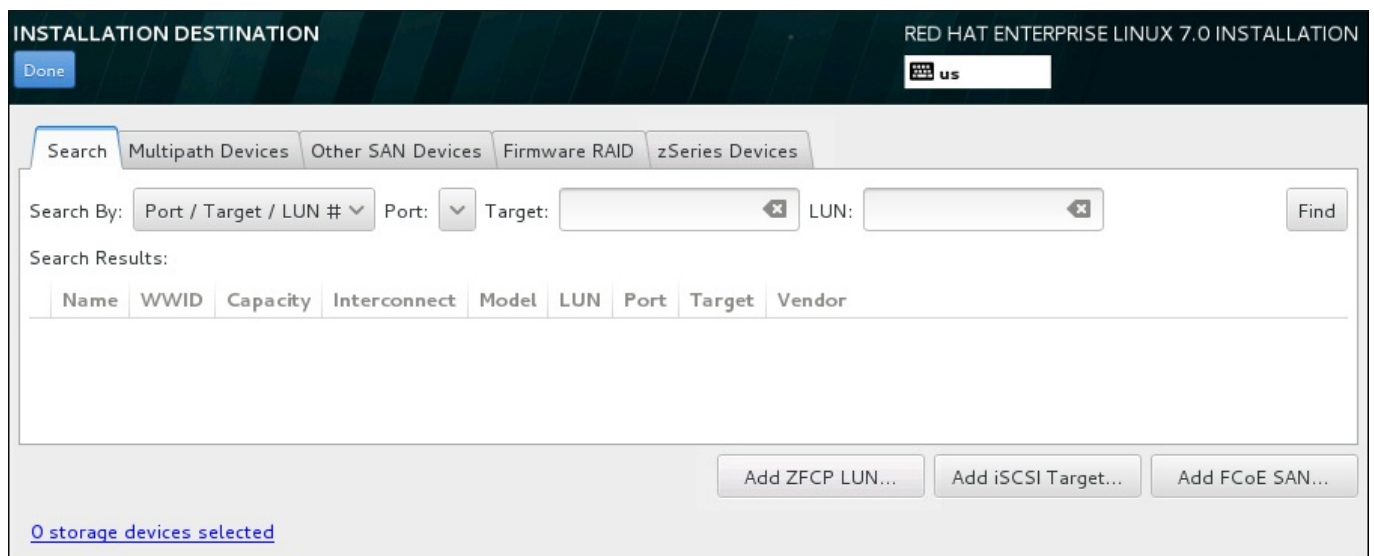 INSTALLATION DESTINATION
RED HAT ENTERPRISE LINUX 7.0 INSTALLATION
Done
us
Search Multipath Devices Other SAN Devices Firmware RAID zSeries Devices
Search By: Port / Target / LUN # Port: Target: LUN: Find
Search Results:
Name WWID Capacity Interconnect Model LUN Port Target Vendor
Add ZFCP LUN... Add iSCSI Target... Add FCoE SAN...
0 storage devices selected